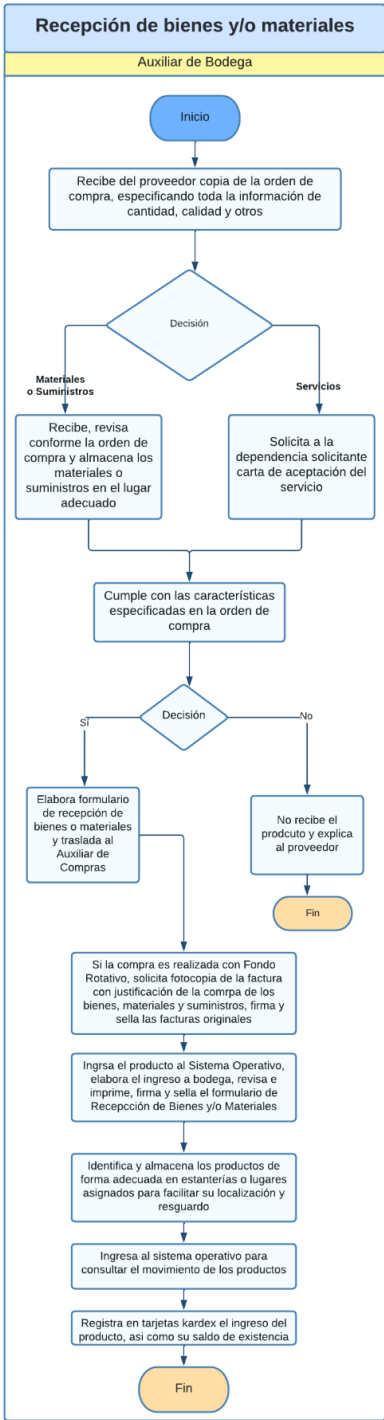 Recepción de bienes y/o materiales
Auxiliar de Bodega
Inicio
Recibe del proveedor copia de la orden de
compra, especificando toda la información de
cantidad, calidad y otros
Decisión
Materiales
o Suministros
Servicios
Recibe, revisa
conforme la orden de
compra y almacena los
materiales o
suministros en el lugar
adecuado
Solicita a la
dependencia solicitante
carta de aceptación del
servicio
Cumple con las características
especificadas en la orden de
compra
Decisión
Sí
No
Elabora formulario
de recepción de
bienes o materiales
y traslada al
Auxiliar de
Compras
No recibe el
prodcuto y explica
al proveedor
Fin
Si la compra es realizada con Fondo
Rotativo, solicita fotocopia de la factura
con justificación de la comrpa de los
bienes, materiales y suministros, firma y
sella las facturas originales
Ingrsa el producto al Sistema Operativo,
elabora el ingreso a bodega, revisa e
imprime, firma y sella el formulario de
Recepcción de Bienes y/o Materiales
Identifica y almacena los productos de
forma adecuada en estanterías o lugares
asignados para facilitar su localización y
resguardo
Ingresa al sistema operativo para
consultar el movimiento de los productos
Registra en tarjetas kardex el ingreso del
producto, asi como su saldo de existencia
Fin